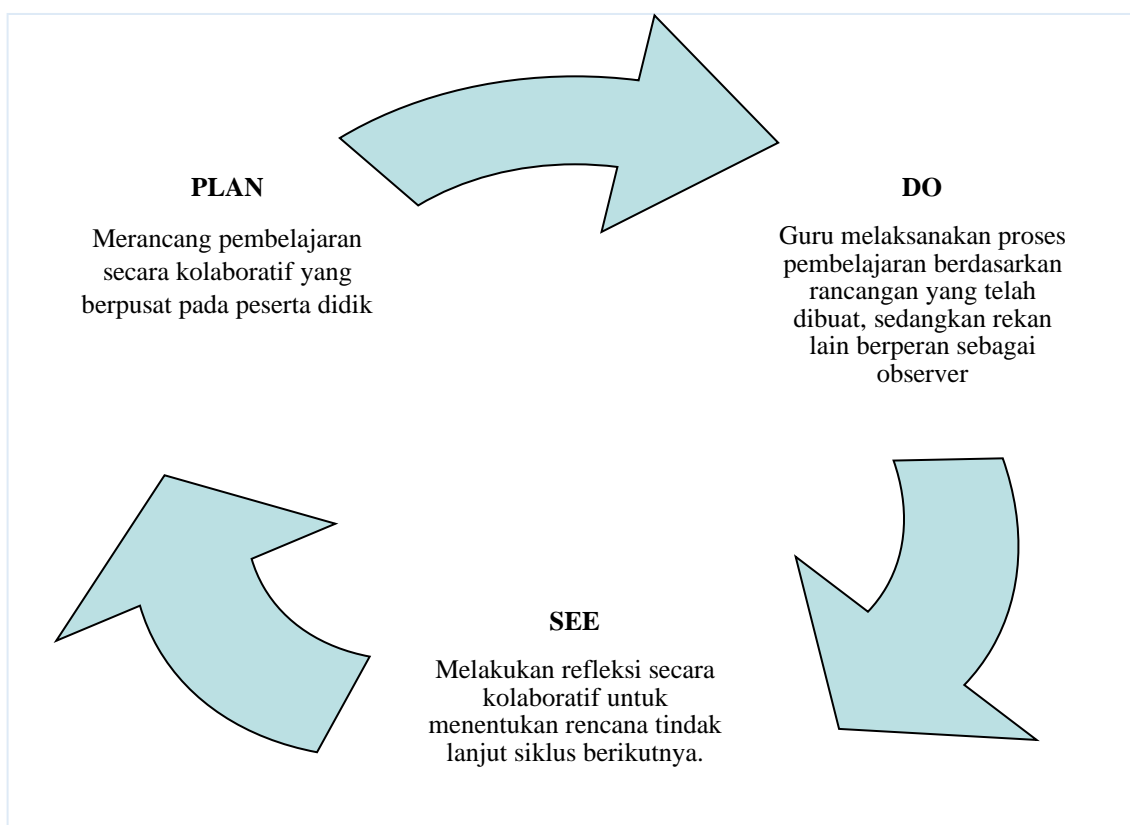 PLAN
Merancang pembelajaran
secara kolaboratif yang
berpusat pada peserta didik
DO
Guru melaksanakan proses
pembelajaran berdasarkan
rancangan yang telah
dibuat, sedangkan rekan
lain berperan sebagai
observer
SEE
Melakukan refleksi secara
kolaboratif untuk
menentukan rencana tindak
lanjut siklus berikutnya.